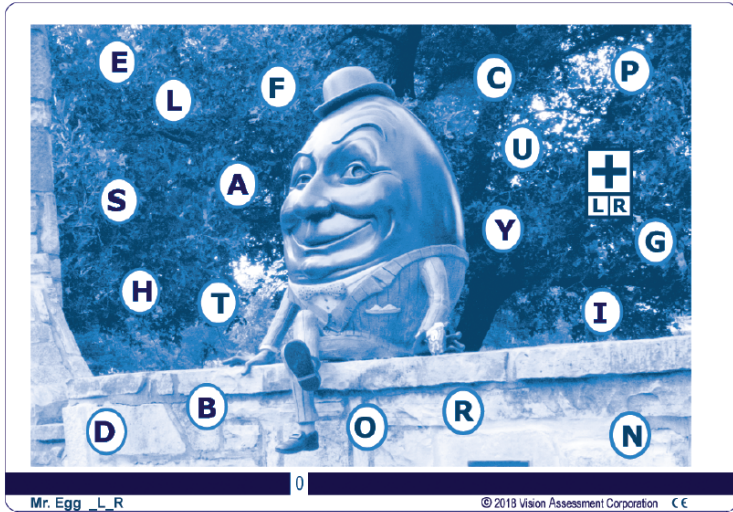 E
L
F
C
P
U
A
S
L R
Y
G
H
T
I
B
R
D
O
N
0
Mr. Egg _L_R
© 2018 Vision Assessment Corporation CE